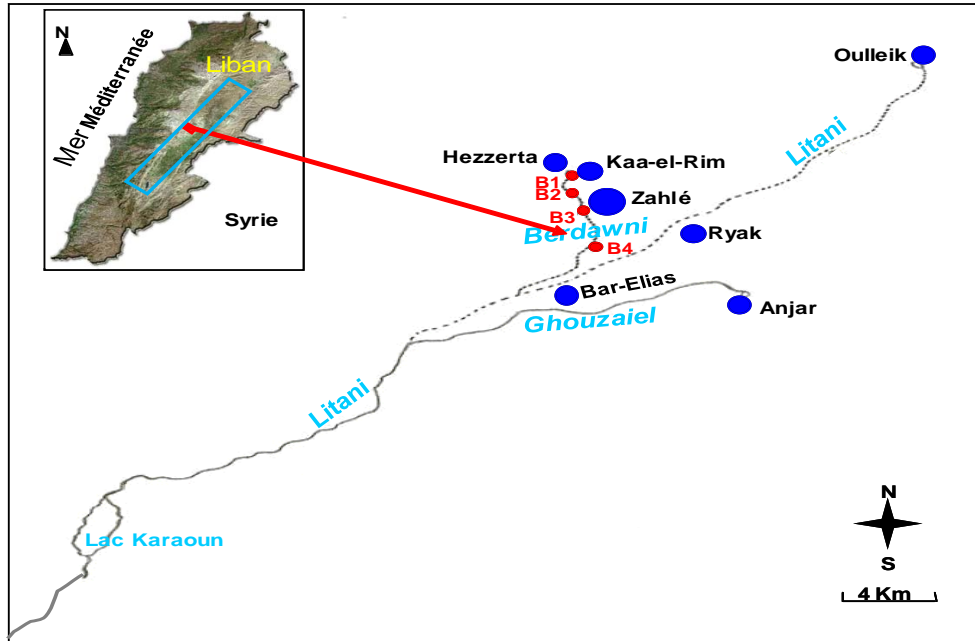 N
Mer Méditerranée
Liban
Syrie
Oulleik
Litani
Hezzerta
Kaa-el-Rim
B1
B2
Zahlé
B3
Berdawni
Ryak
B4
Bar-Elias
Anjar
Ghouzaiel
Litani
Lac Karaoun
N
S
4 Km